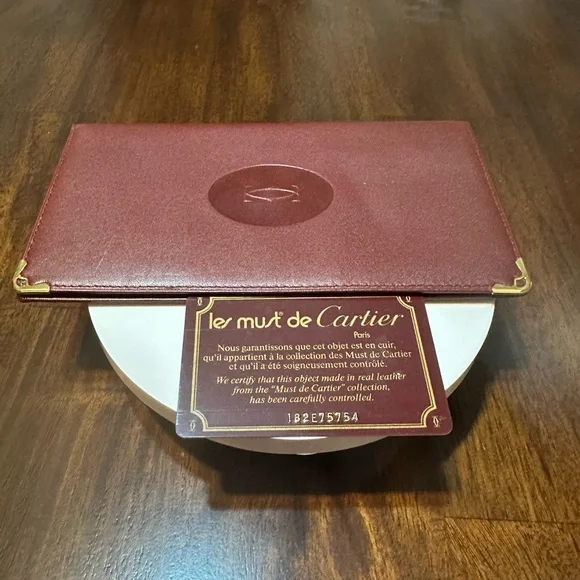 les must de Cartier
Paris
Nous garantissons que cet objet est en cuir,
qu'il appartient à la collection des Must de Cartier
et qu'il a été soigneusement contrôlé.
We certify that this object made in real leather
from the "Must de Cartier" collection,
has been carefully controlled.
1B2E75754